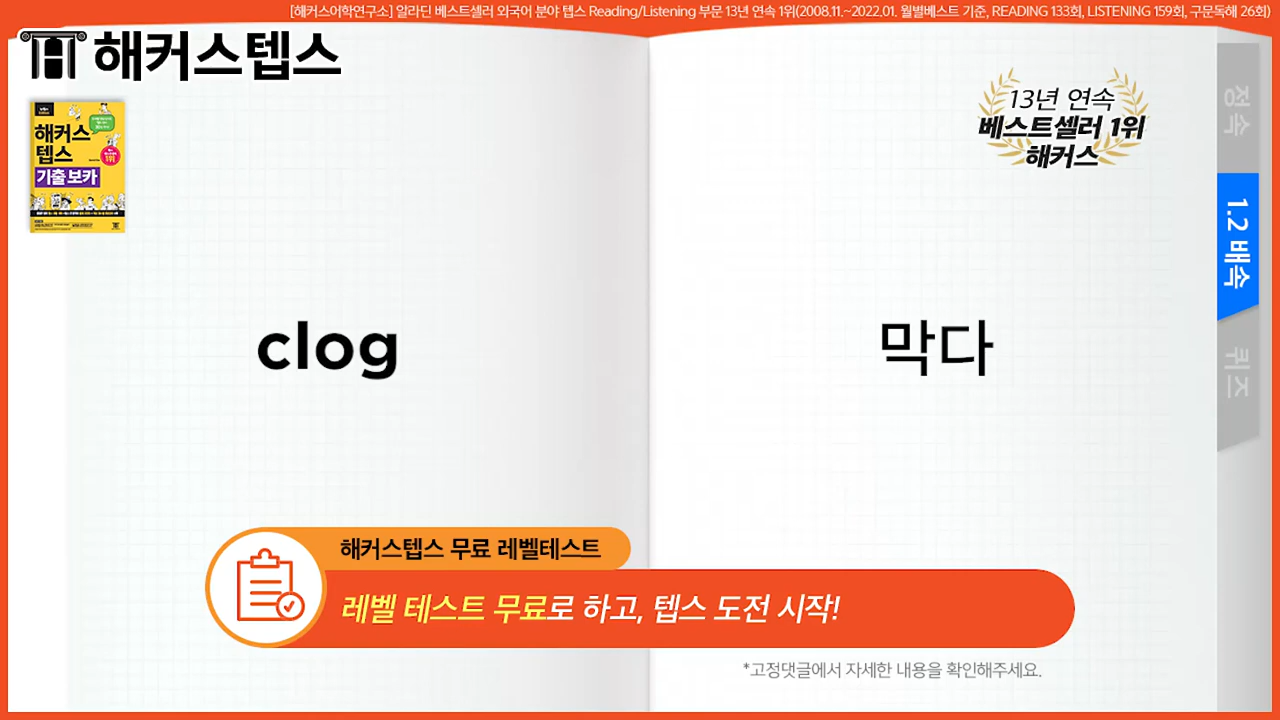 [해커스어학연구소] 알라딘 베스트셀러 외국어 분야 텝스 Reading/Listening 부문 13년 연속 1위(2008.11.~2022.01. 월별베스트 기준, READING 133회, LISTENING 159회, 구문독해 26회)
해커스텝스
해커스
텝스
기출 보카
13년 연속
베스트셀러 1위
해커스
정속
1.2 배속
퀴즈
clog
막다
해커스텝스 무료 레벨테스트
레벨 테스트 무료로 하고, 텝스 도전 시작!
*고정댓글에서 자세한 내용을 확인해주세요.